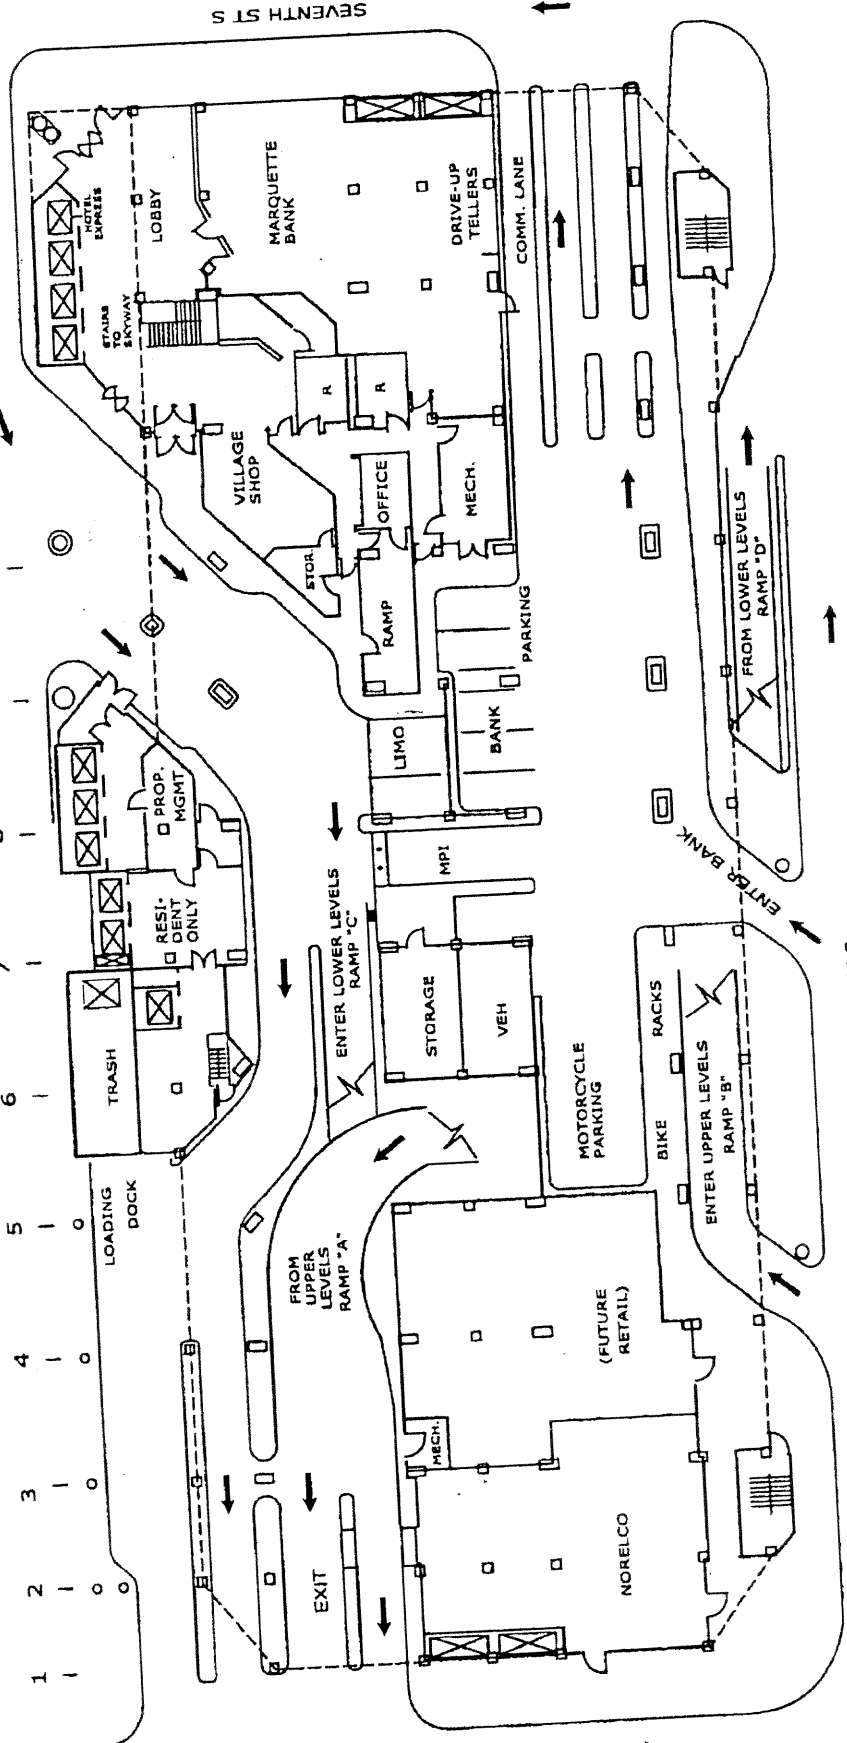 SEVENTH ST S
HOTEL
EXPRESS
LOBBY
MARQUETTE
BANK
DRIVE-UP
TELLERS
COMM. LANE
STAIRS
TO
SKYWAY
R
R
VILLAGE
SHOP
OFFICE
MECH.
STOR.
RAMP
PARKING
FROM LOWER LEVELS
RAMP "D"
LIMO
BANK
PROP.
MGMT
MPI
ENTER BANK
RESI-
DENT
ONLY
ENTER LOWER LEVELS
RAMP "C"
STORAGE
VEH
RACKS
TRASH
MOTORCYCLE
PARKING
BIKE
ENTER UPPER LEVELS
RAMP "B"
LOADING
DOCK
FROM
UPPER
LEVELS
RAMP "A"
(FUTURE
RETAIL)
MECH.
NORELCO
EXIT
6
5
4
3
2
1